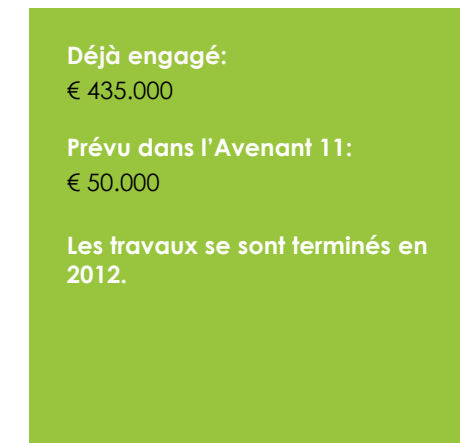 Déjà engagé:
€ 435.000
Prévu dans l'Avenant 11:
€ 50.000
Les travaux se sont terminés en
2012.